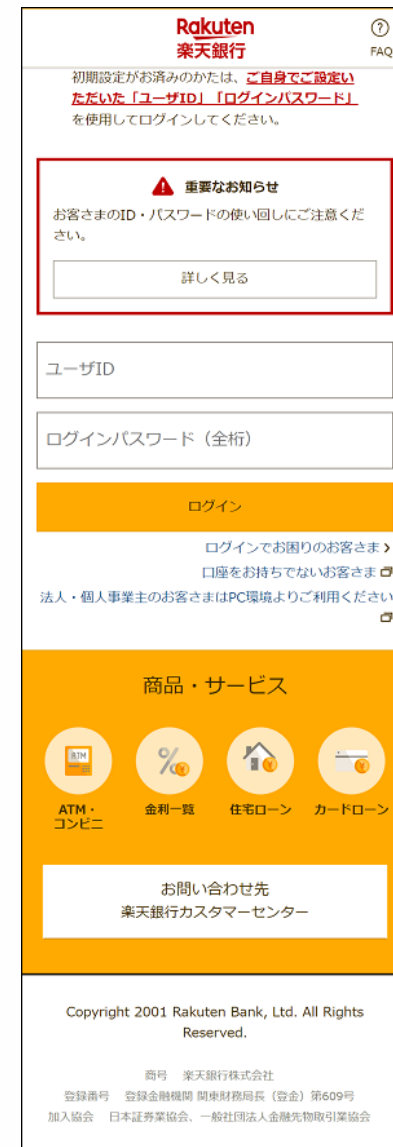 Rakuten
楽天銀行
FAQ
初期設定がお済みのかたは、ご自身でご設定い
ただいた「ユーザID」「ログインパスワード」
を使用してログインしてください。
重要なお知らせ
お客さまのID・パスワードの使い回しにご注意くだ
さい。
詳しく見る
ユーザID
ログインパスワード（全桁）
ログイン
ログインでお困りのお客さま
口座をお持ちでないお客さま
法人・個人事業主のお客さまはPC環境よりご利用ください
商品・サービス
ATM
ATM・
コンビニ
金利一覧
住宅ローン
カードローン
お問い合わせ先
楽天銀行カスタマーセンター
Copyright 2001 Rakuten Bank, Ltd. All Rights
Reserved.
商号 楽天銀行株式会社
登録番号 登録金融機関 関東財務局長（登金）第609号
加入協会 日本証券業協会、一般社団法人金融先物取引業協会